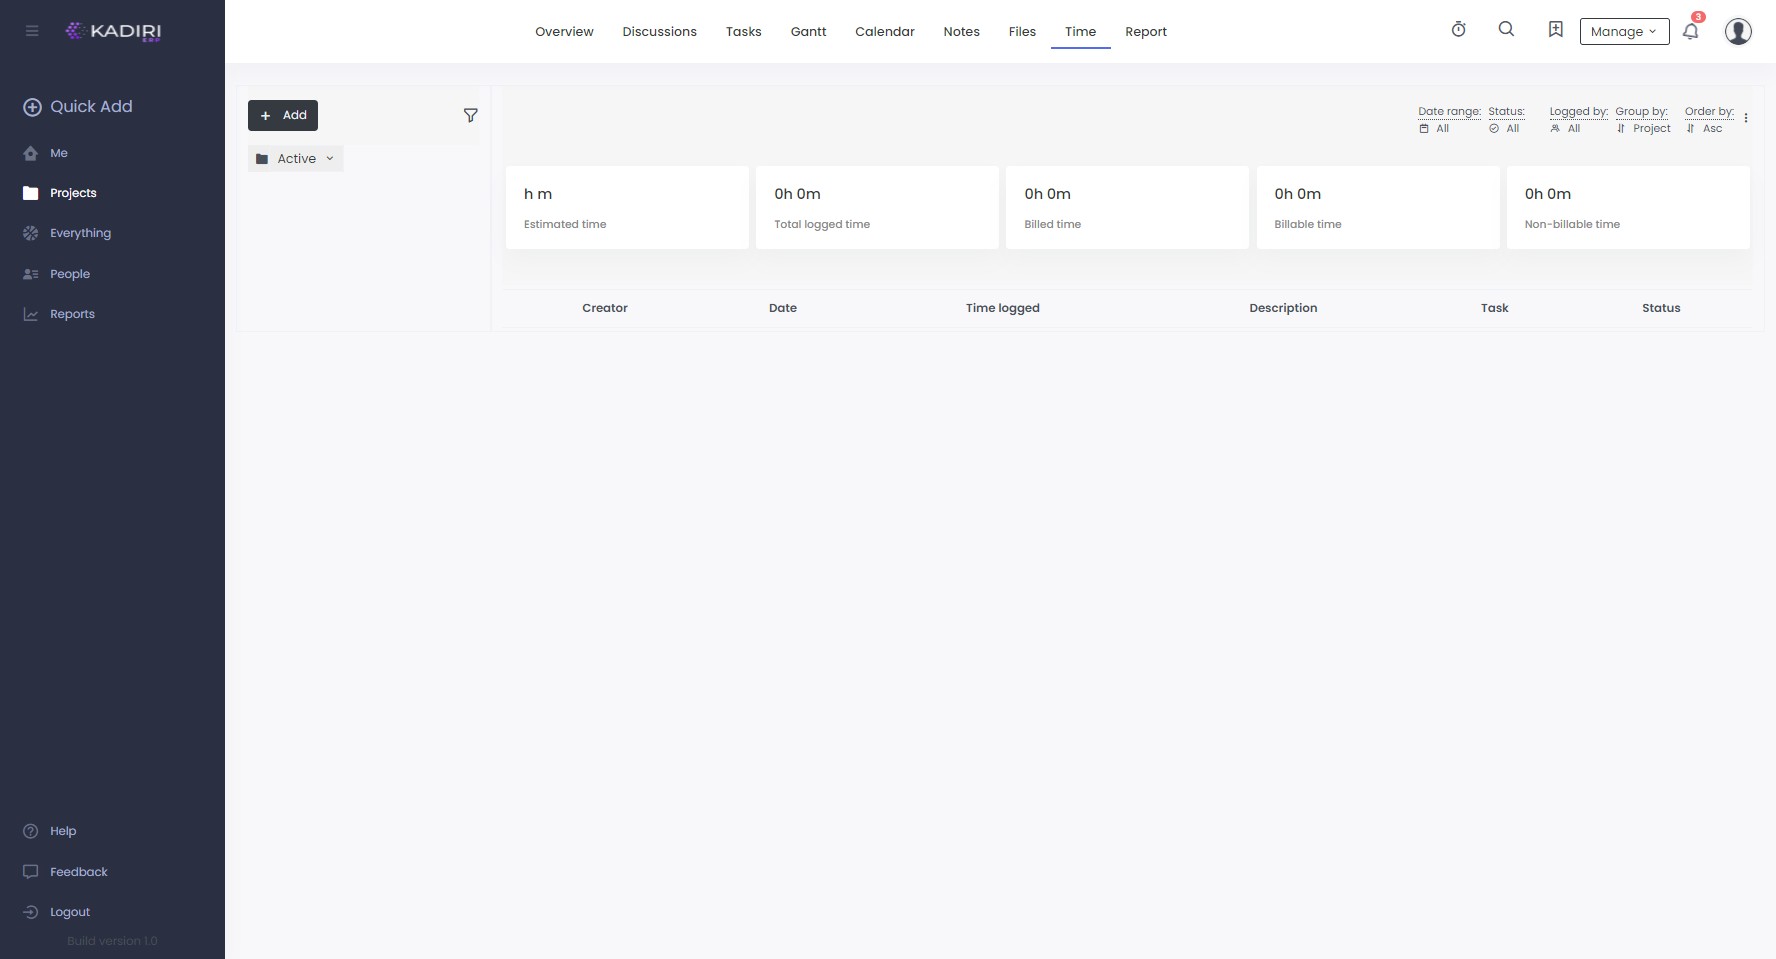 KADIRI
ERP
Overview Discussions Tasks Gantt Calendar Notes Files Time Report
Manage
3
Quick Add
Me
Projects
Everything
People
Reports
Help
Feedback
Logout
Build version 1.0
+ Add
Active
Date range: Status: Logged by: Group by: Order by:
All All All Project Asc
h m
Estimated time
0h 0m
Total logged time
0h 0m
Billed time
0h 0m
Billable time
0h 0m
Non-billable time
Creator Date Time logged Description Task Status